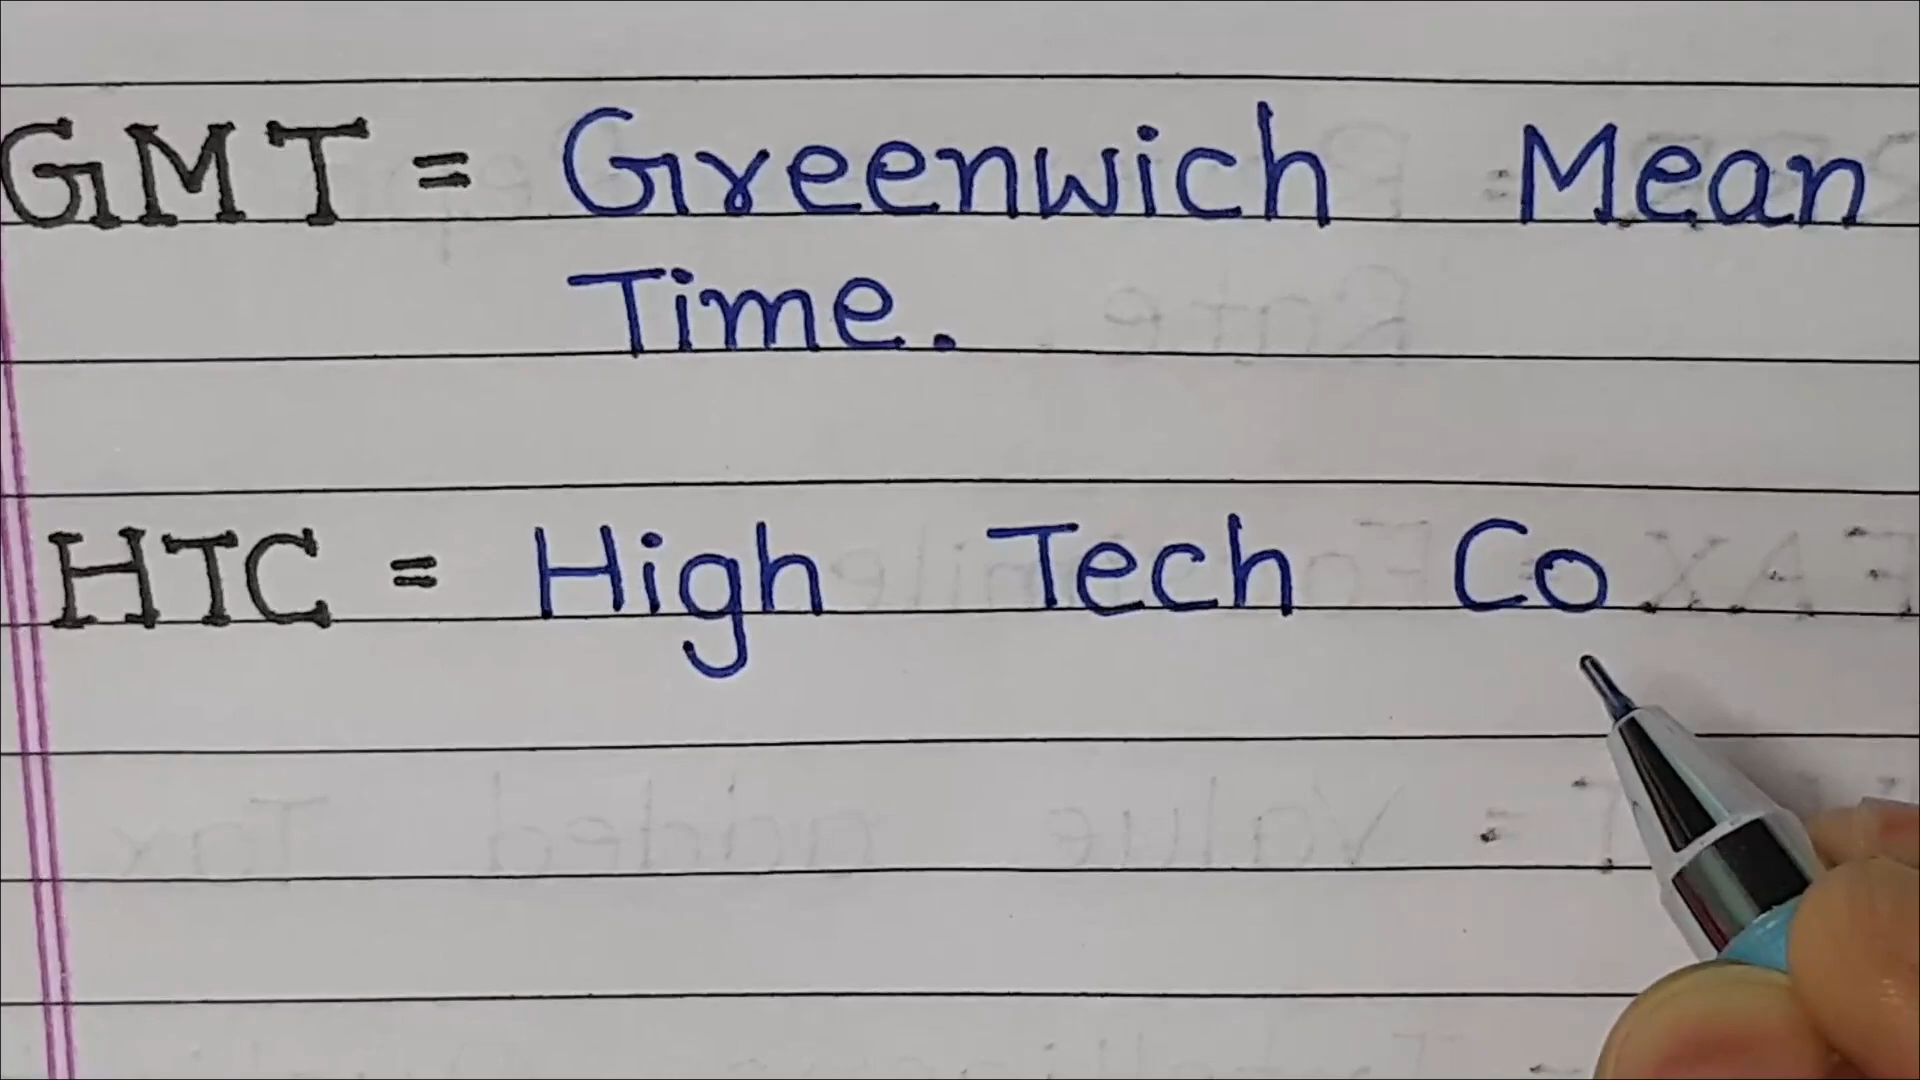 GMT = Greenwich Mean
Time.
HTC = High Tech Co